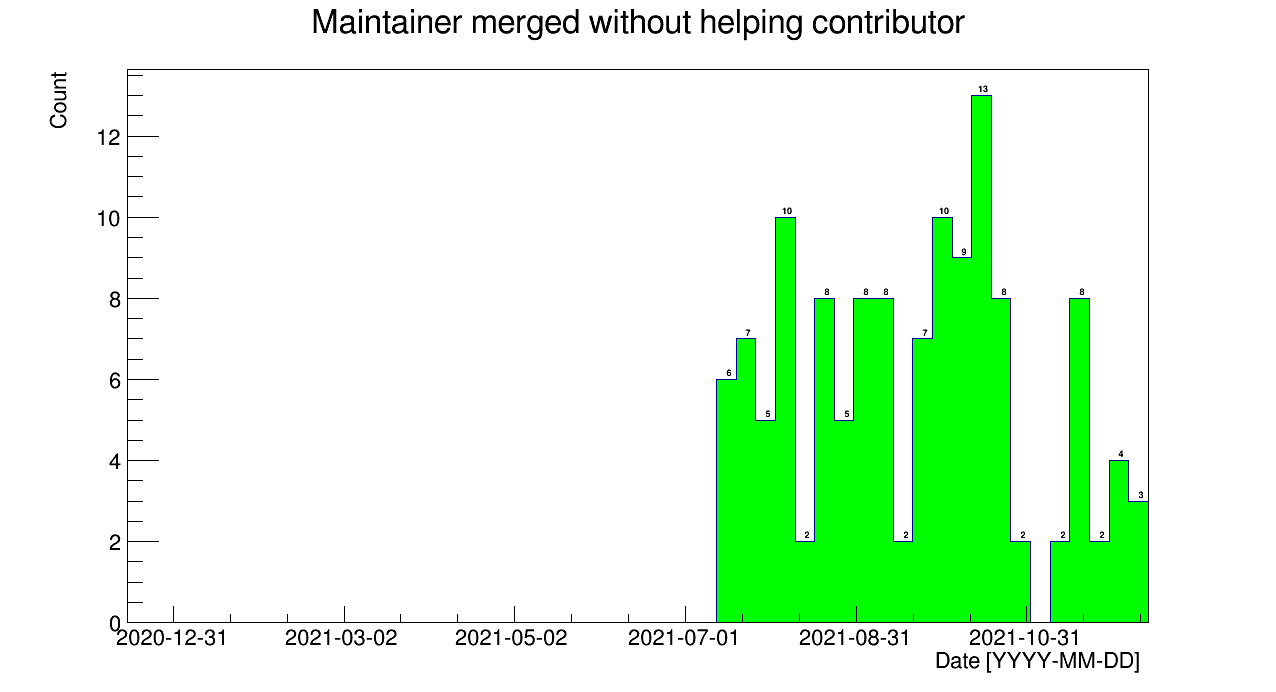 Maintainer merged without helping contributor
Count
12
10
8
6
4
2
0
6 7 5 10 2 8 5 8 8 2 7 10 9 13 8 2 2 8 2 4 3
2020-12-31 2021-03-02 2021-05-02 2021-07-01 2021-08-31 2021-10-31
Date [YYYY-MM-DD]